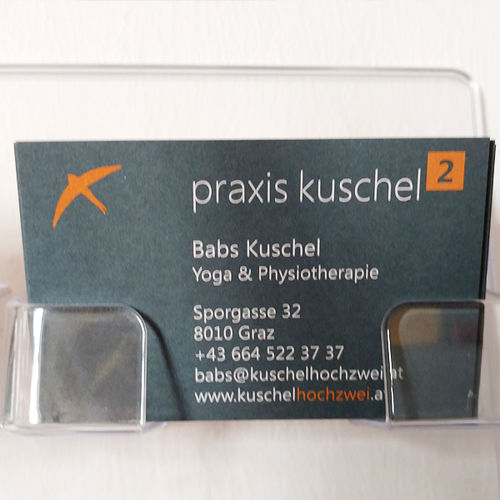 praxis kuschel 2
Babs Kuschel
Yoga & Physiotherapie
Sporgasse 32
8010 Graz
+43 664 522 37 37
babs@kuschelhochzwei.at
www.kuschelhochzwei.at